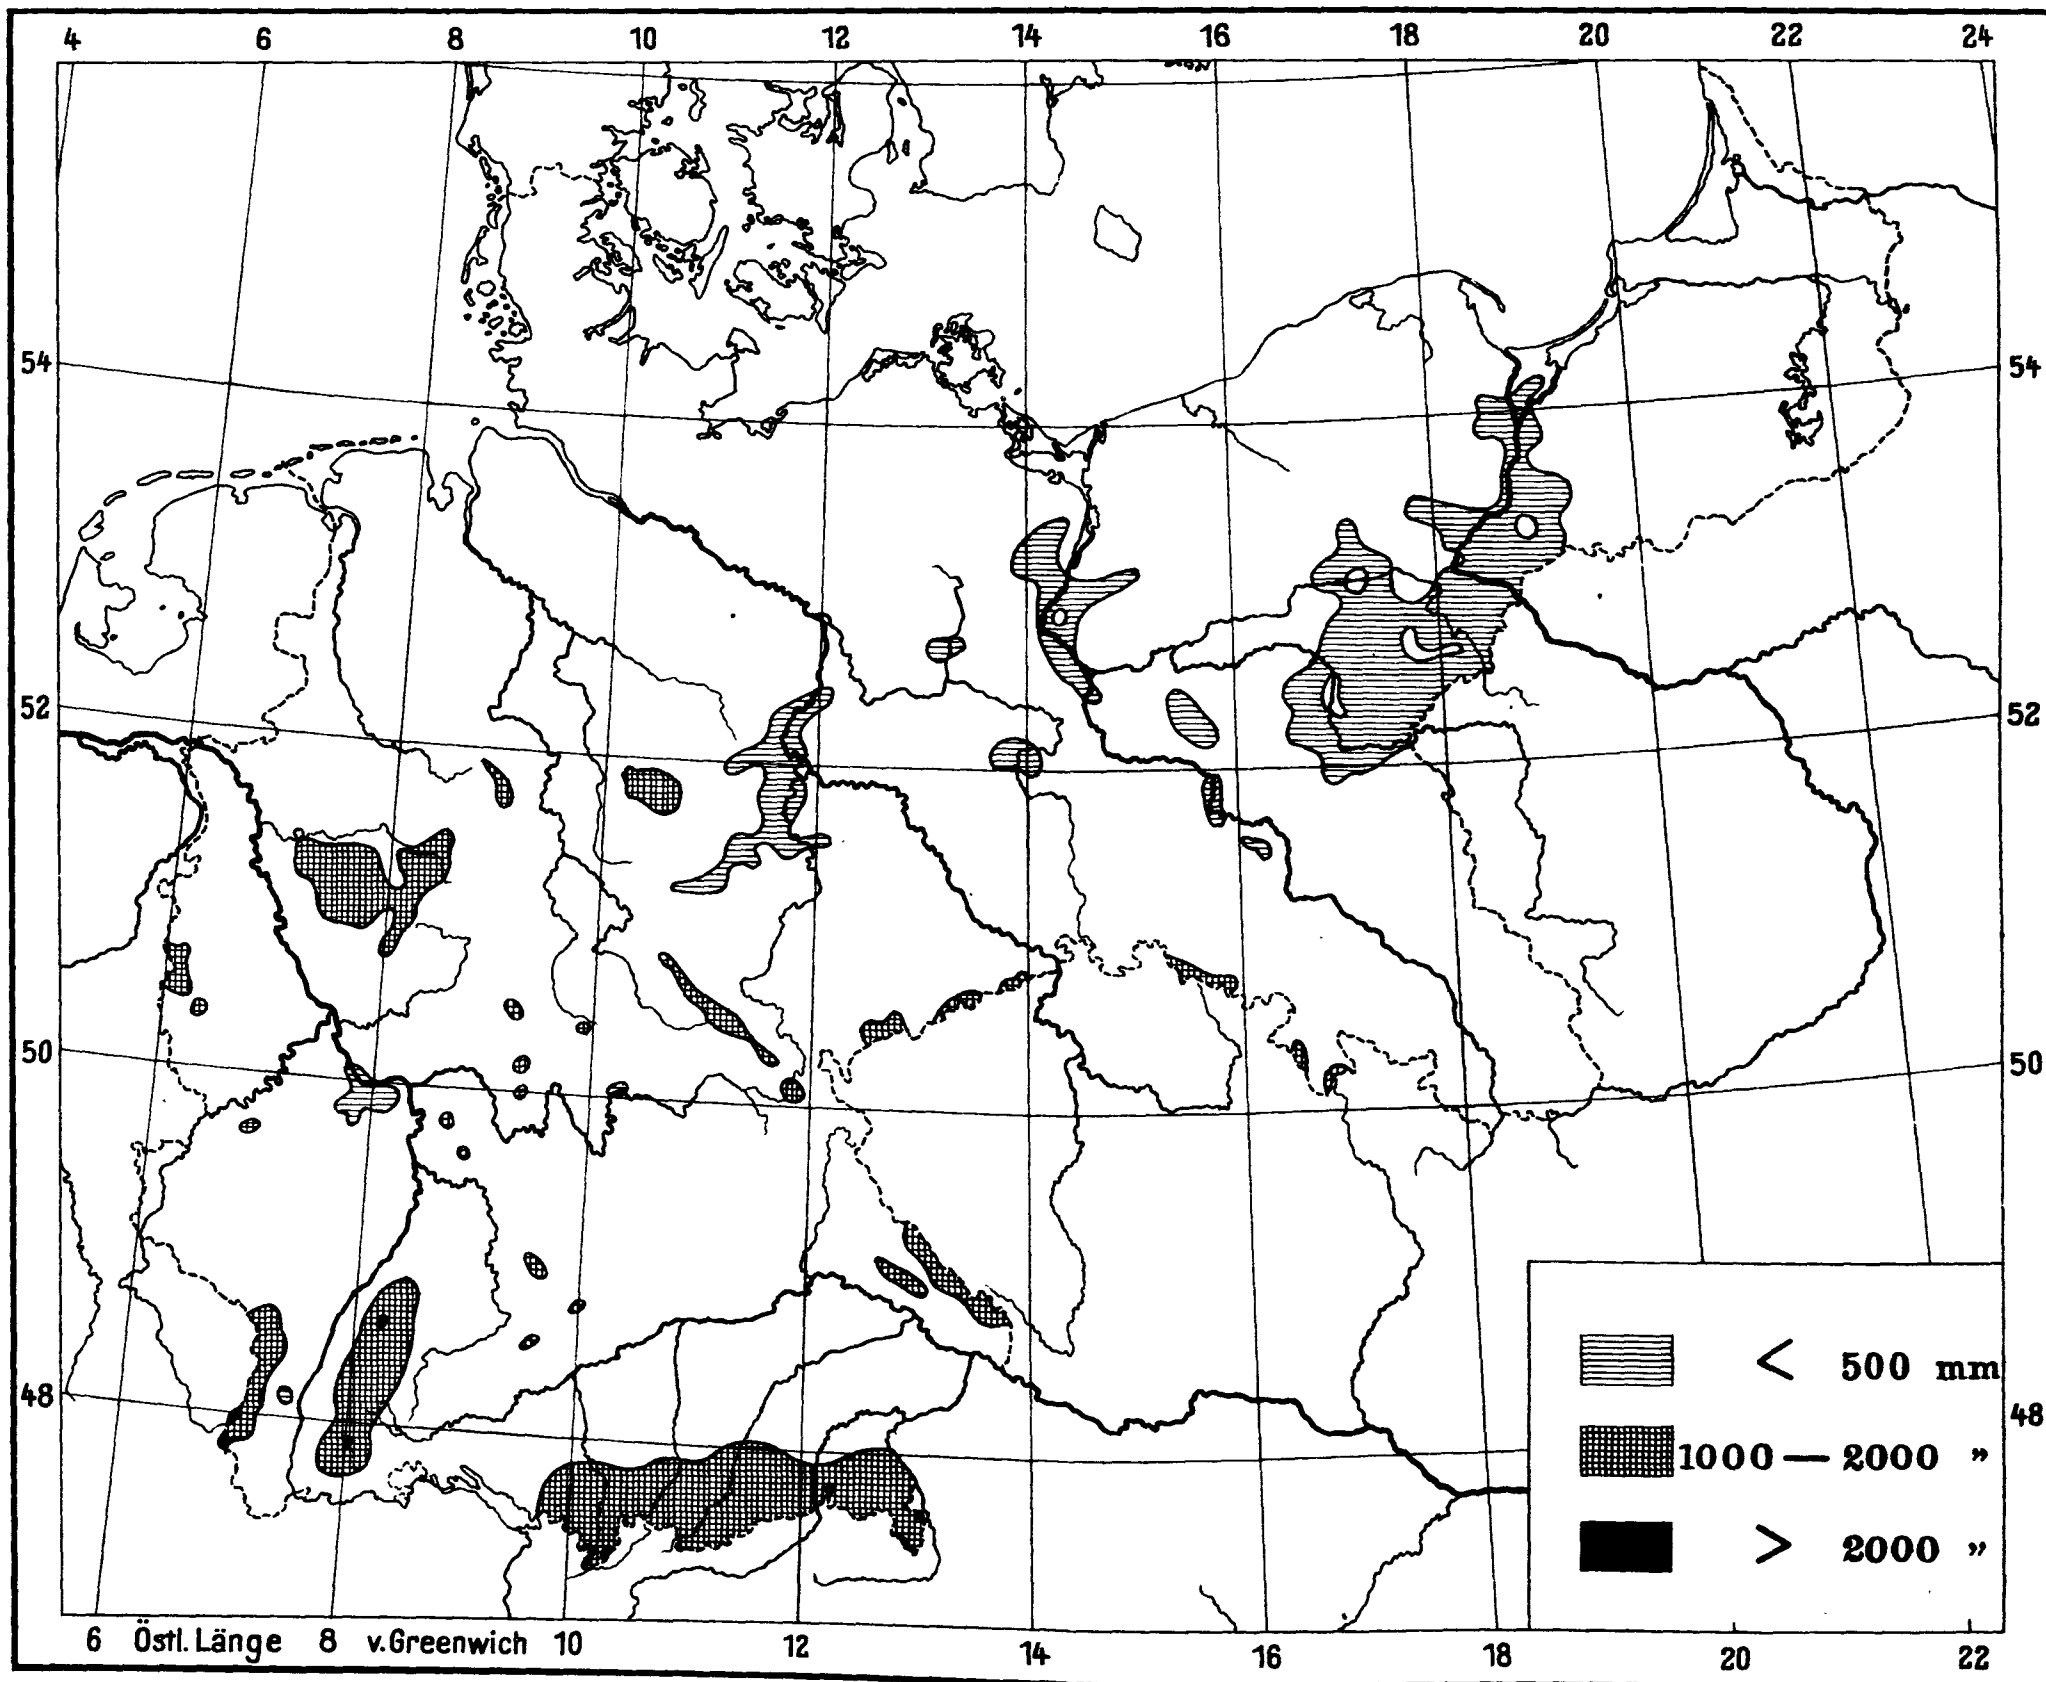 4 6 8 10 12 14 16 18 20 22 24
54 54
52 52
50 50
48 48
< 500 mm
1000 — 2000 „
> 2000 „
6 Östl. Länge 8 v. Greenwich 10 12 14 16 18 20 22